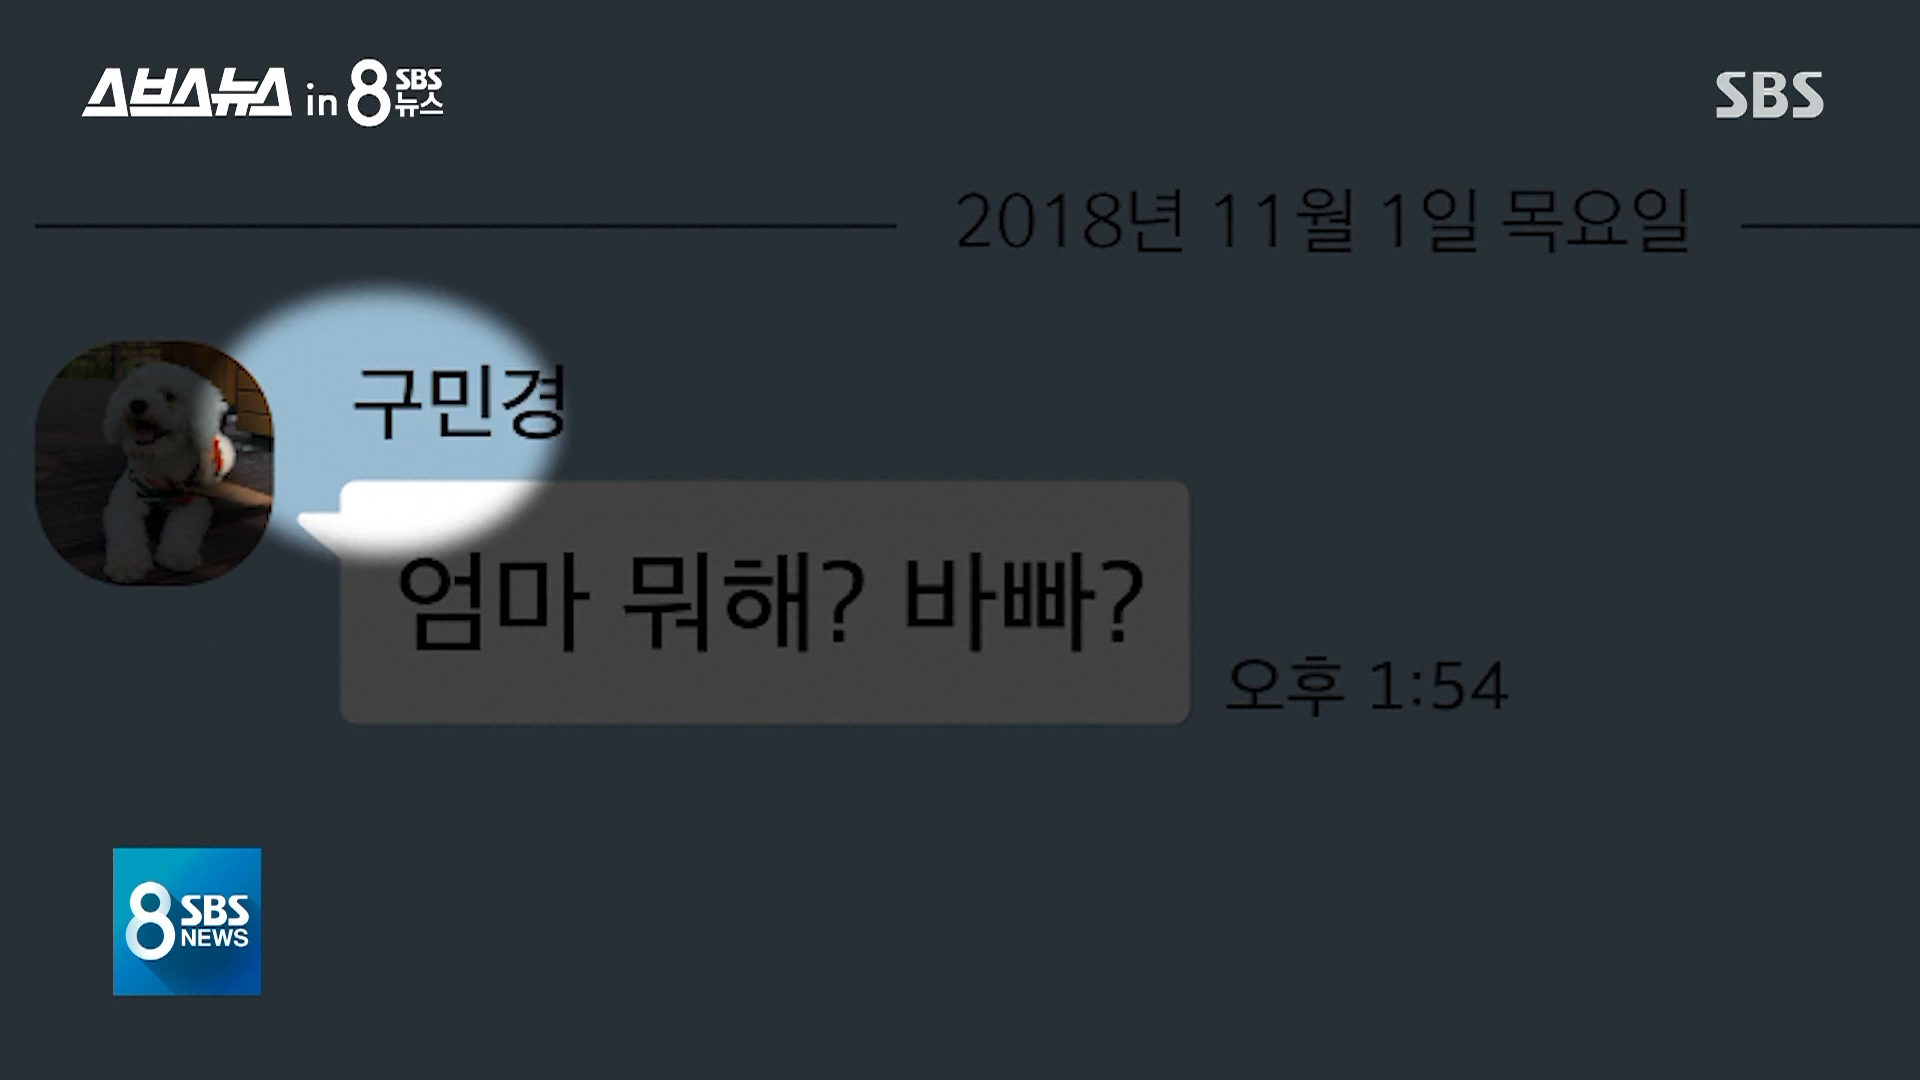 스브스뉴스 in 8 SBS 뉴스
SBS
2018년 11월 1일 목요일
구민경
엄마 뭐해? 바빠?
오후 1:54
8 SBS NEWS